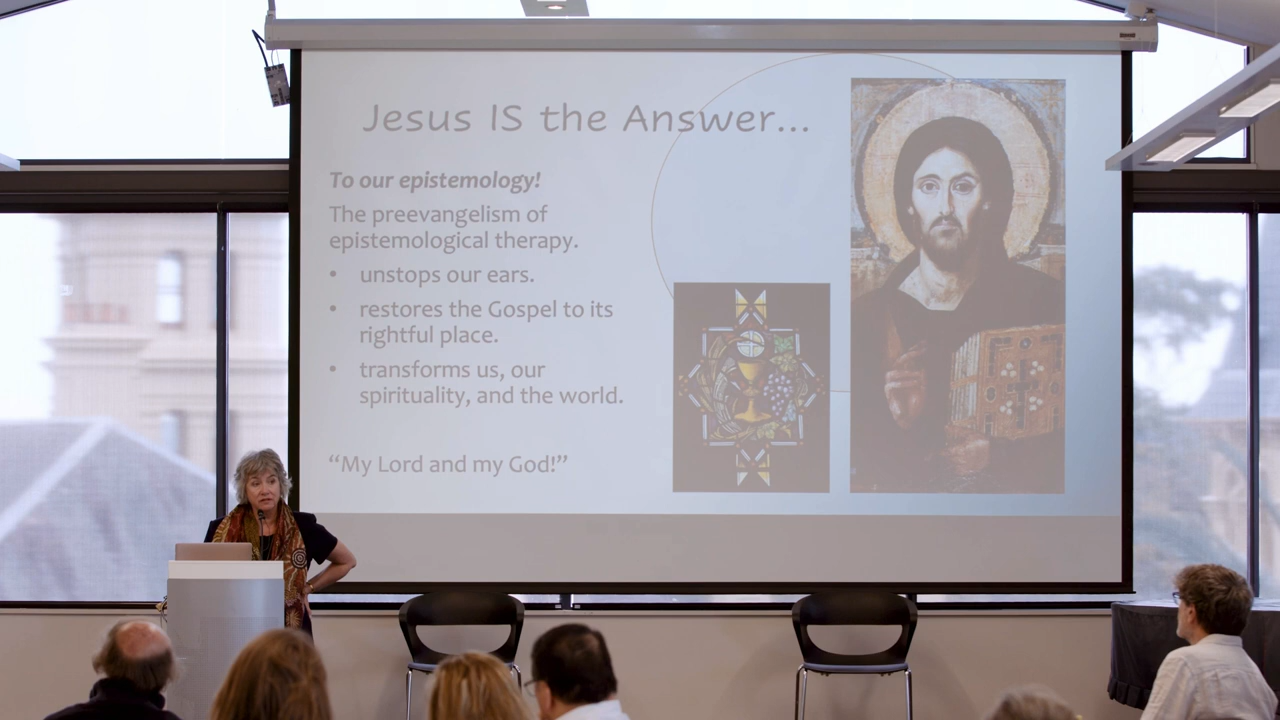 Jesus IS the Answer...
To our epistemology!
The preevangelism of
epistemological therapy.
• unstops our ears.
• restores the Gospel to its
rightful place.
• transforms us, our
spirituality, and the world.
“My Lord and my God!”